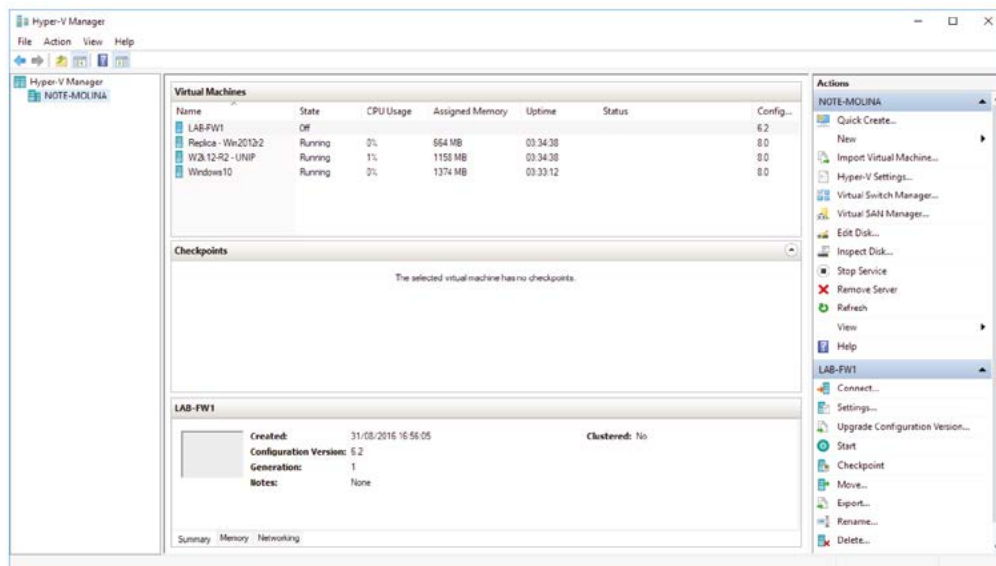 Hyper-V Manager
File Action View Help
Hyper-V Manager
NOTE-MOLINA
Virtual Machines
Name State CPU Usage Assigned Memory Uptime Status Config...
LAB-FW1 Off 6.2
Replica - Win2012r2 Running 0% 664 MB 03:34:38 8.0
W2k12-R2 - UNIP Running 1% 1158 MB 03:34:38 8.0
Windows10 Running 0% 1374 MB 03:33:12 8.0
Checkpoints
The selected virtual machine has no checkpoints.
LAB-FW1
Created: 31/08/2016 16:56:05 Clustered: No
Configuration Version: 6.2
Generation: 1
Notes: None
Summary Memory Networking
Actions
NOTE-MOLINA
Quick Create...
New
Import Virtual Machine...
Hyper-V Settings...
Virtual Switch Manager...
Virtual SAN Manager...
Edit Disk...
Inspect Disk...
Stop Service
Remove Server
Refresh
View
Help
LAB-FW1
Connect...
Settings...
Upgrade Configuration Version...
Start
Checkpoint
Move...
Export...
Rename...
Delete...